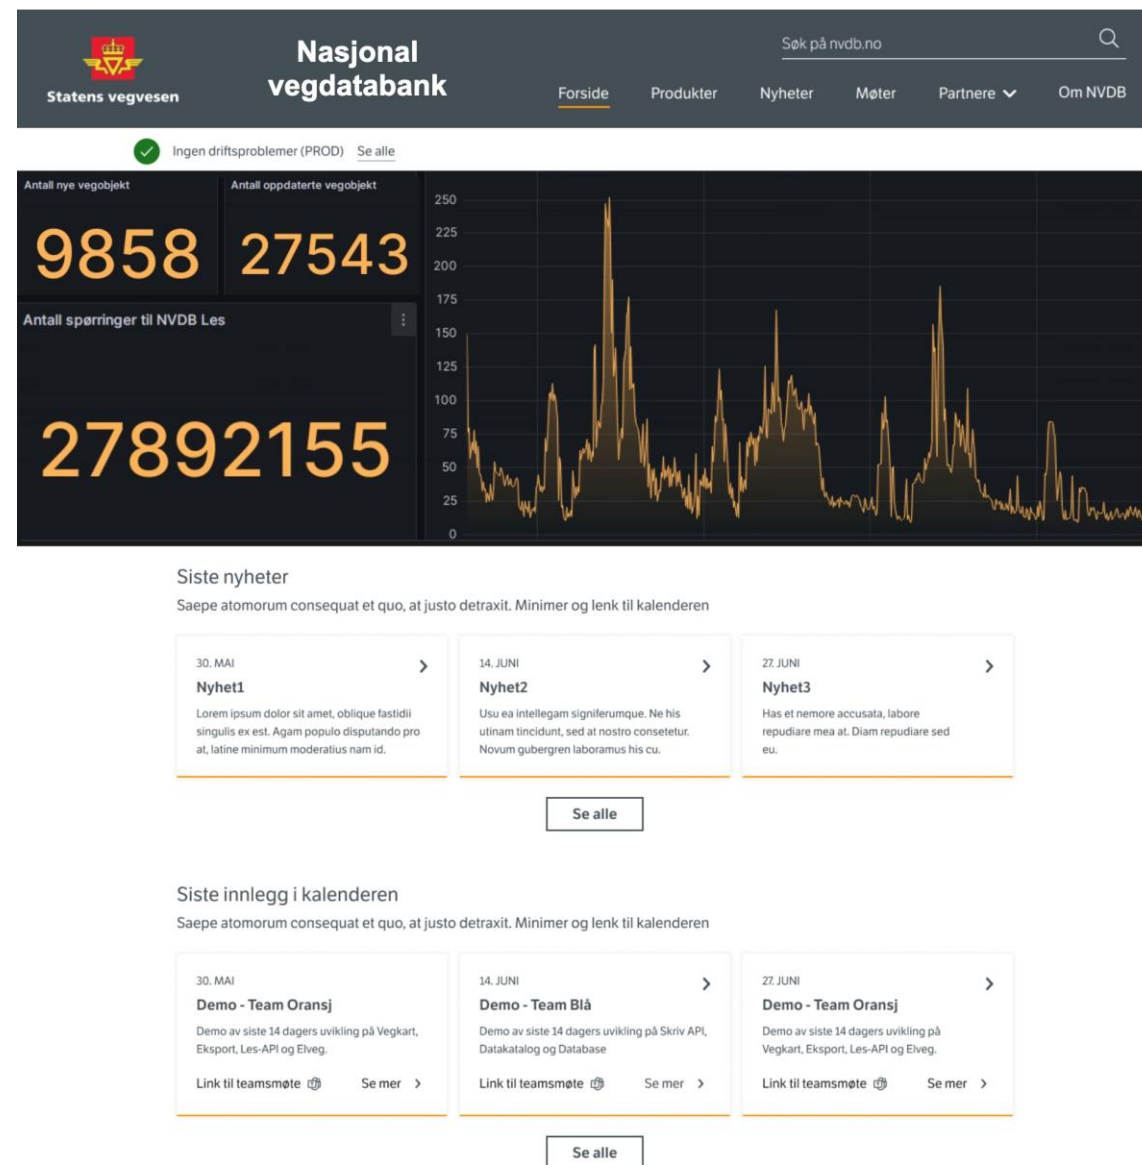 Statens vegvesen
Nasjonal
vegdatabank
Søk på nvdb.no
Forside Produkter Nyheter Møter Partnere Om NVDB
Ingen driftsproblemer (PROD) Se alle
Antall nye vegobjekt
9858
Antall oppdaterte vegobjekt
27543
Antall spørringer til NVDB Les
27892155
250
225
200
175
150
125
100
75
50
25
0
Siste nyheter
Saepe atomorum consequat et quo, at justo detraxit. Minimer og lenk til kalenderen
30. MAI
Nyhet1
Lorem ipsum dolor sit amet, oblique fastidii
singulis ex est. Agam populo disputando pro
at, latine minimum moderatius nam id.
14. JUNI
Nyhet2
Usu ea intellegam signiferumque. Ne his
utinam tincidunt, sed at nostro consetetur.
Novum gubergren laboramus his cu.
27. JUNI
Nyhet3
Has et nemore accusata, labore
repudiare mea at. Diam repudiare sed
eu.
Se alle
Siste innlegg i kalenderen
Saepe atomorum consequat et quo, at justo detraxit. Minimer og lenk til kalenderen
30. MAI
Demo - Team Oransj
Demo av siste 14 dagers uvikling på Vegkart,
Eksport, Les-API og Elveg.
Link til teamsmøte Se mer
14. JUNI
Demo - Team Blå
Demo av siste 14 dagers uvikling på Skriv API,
Datakatalog og Database
Link til teamsmøte Se mer
27. JUNI
Demo - Team Oransj
Demo av siste 14 dagers uvikling på
Vegkart, Eksport, Les-API og Elveg.
Link til teamsmøte Se mer
Se alle